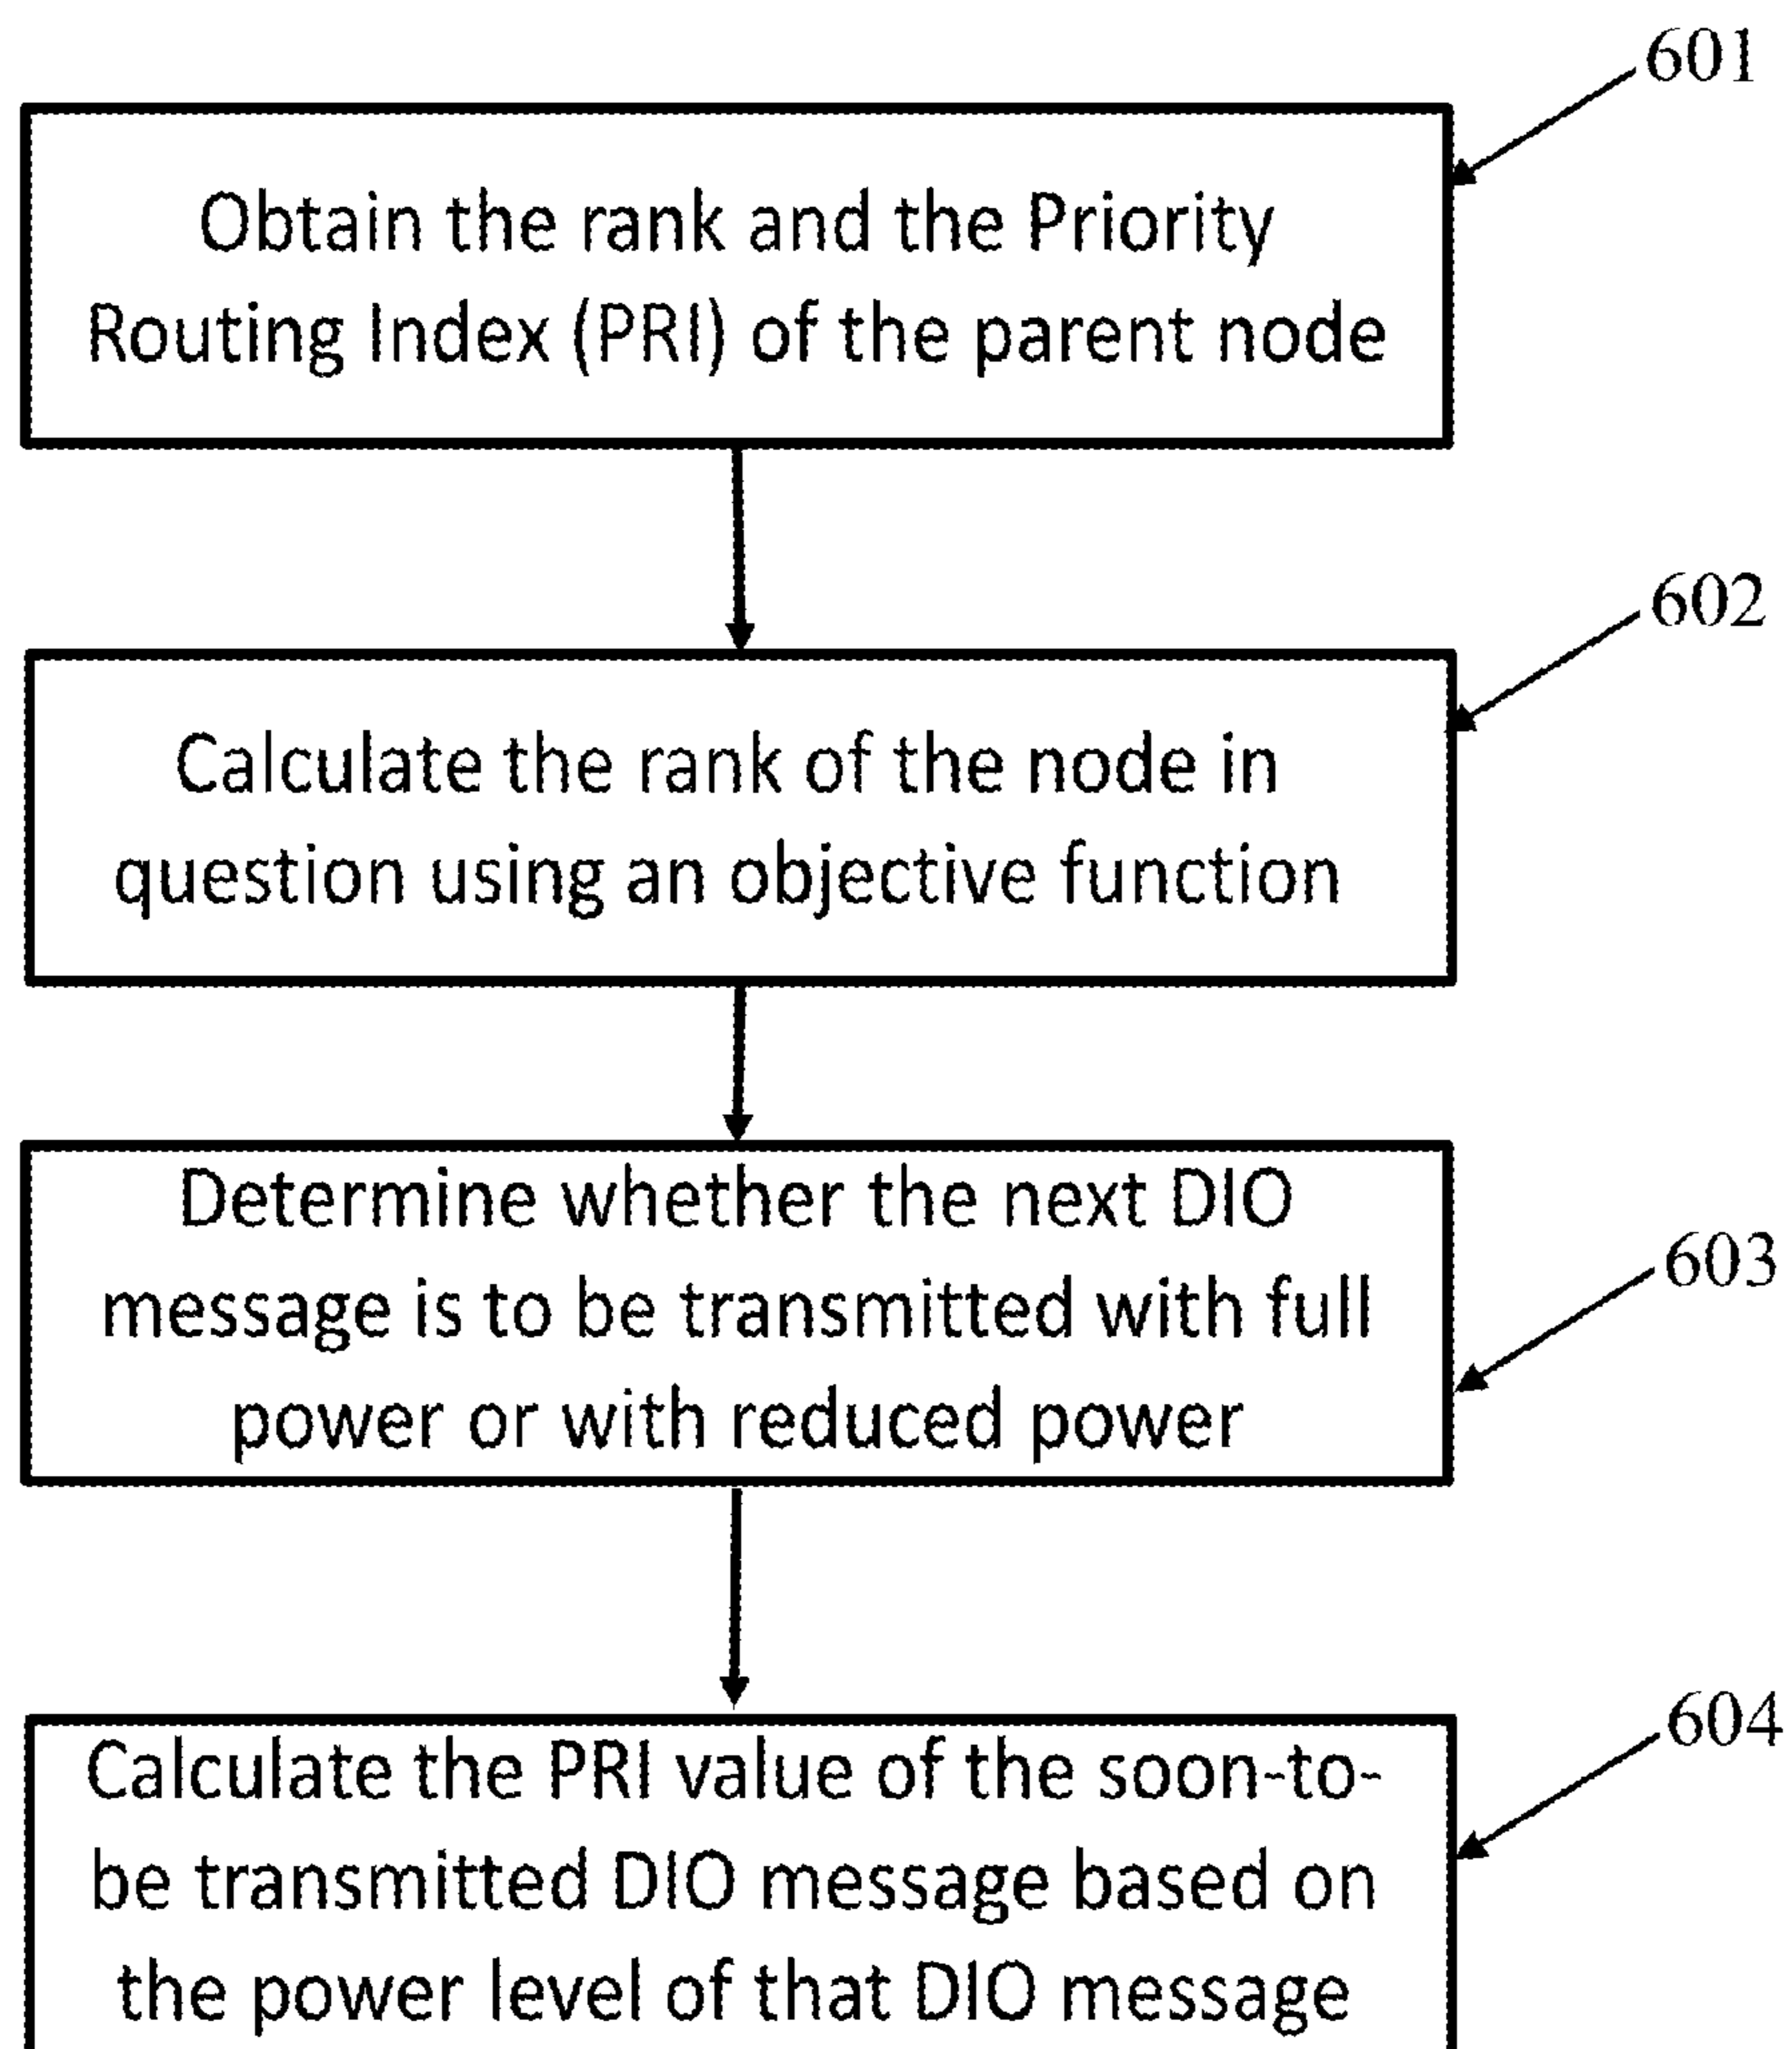 601
Obtain the rank and the Priority
Routing Index (PRI) of the parent node
602
Calculate the rank of the node in
question using an objective function
Determine whether the next DIO
603
message is to be transmitted with full
power or with reduced power
604
Calculate the PRI value of the soon-to-
be transmitted DIO message based on
the power level of that DIO message